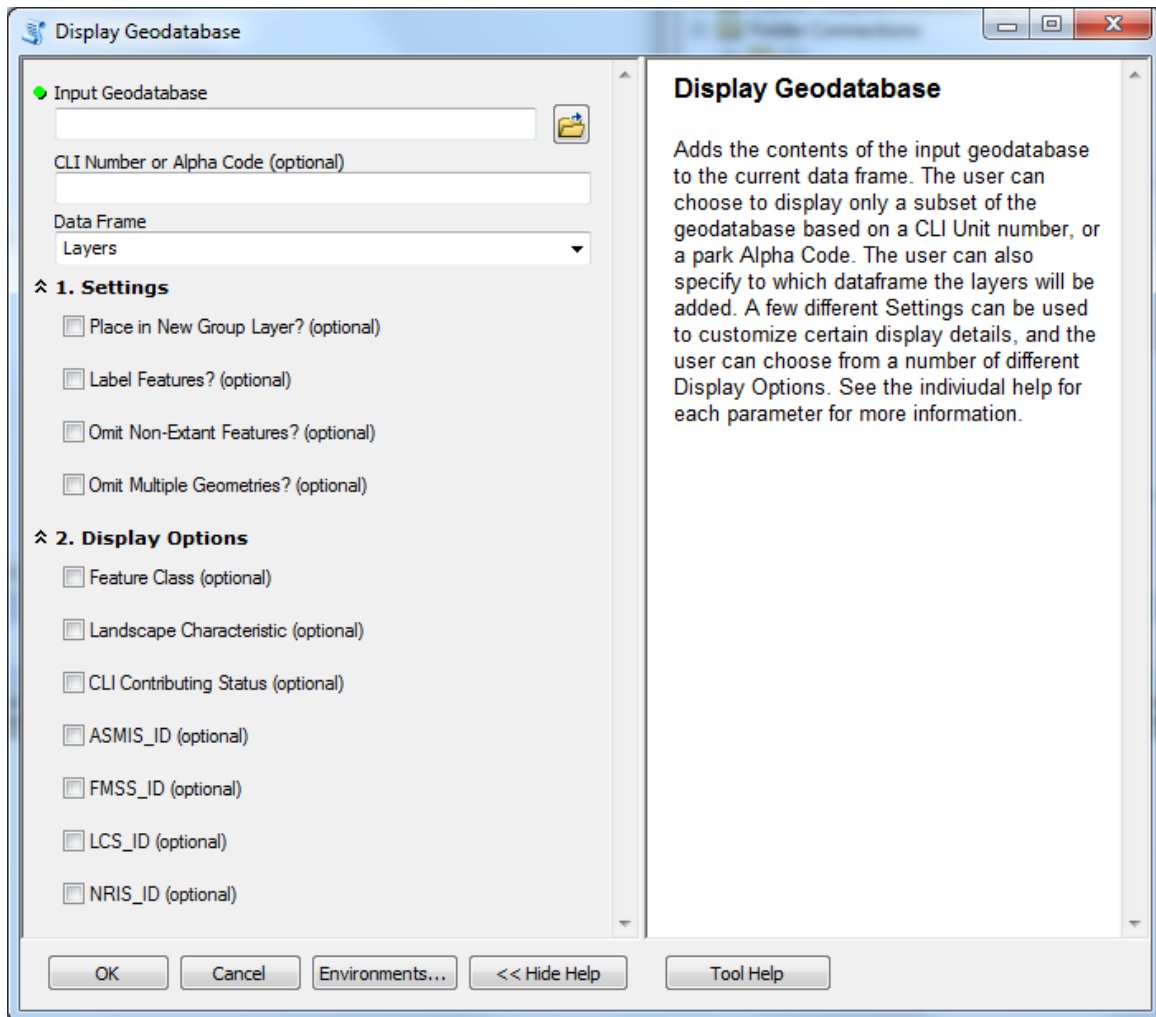 Display Geodatabase
Input Geodatabase
CLI Number or Alpha Code (optional)
Data Frame
Layers
1. Settings
Place in New Group Layer? (optional)
Label Features? (optional)
Omit Non-Extant Features? (optional)
Omit Multiple Geometries? (optional)
2. Display Options
Feature Class (optional)
Landscape Characteristic (optional)
CLI Contributing Status (optional)
ASMIS_ID (optional)
FMSS_ID (optional)
LCS_ID (optional)
NRIS_ID (optional)
Display Geodatabase
Adds the contents of the input geodatabase
to the current data frame. The user can
choose to display only a subset of the
geodatabase based on a CLI Unit number, or
a park Alpha Code. The user can also
specify to which dataframe the layers will be
added. A few different Settings can be used
to customize certain display details, and the
user can choose from a number of different
Display Options. See the indiviudal help for
each parameter for more information.
OK Cancel Environments... << Hide Help Tool Help